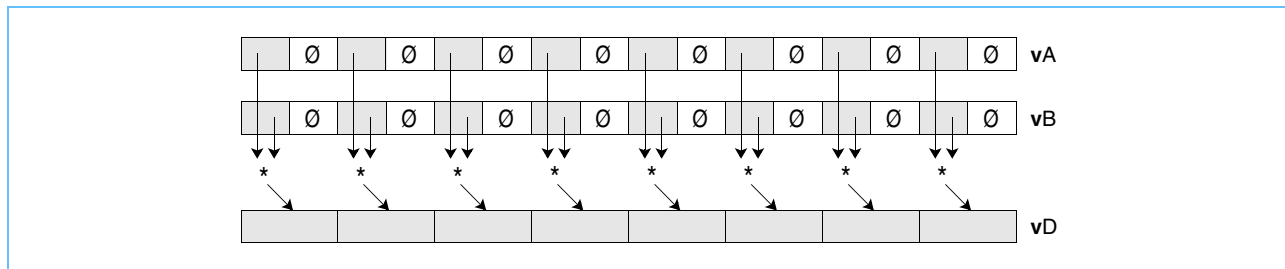 Ø Ø Ø Ø Ø Ø Ø Ø vA
Ø Ø Ø Ø Ø Ø Ø Ø vB
* * * * * * * *
vD